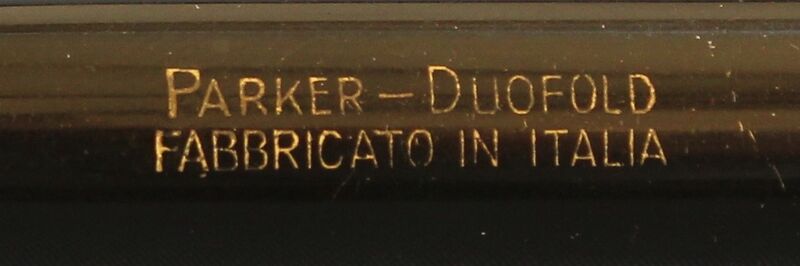 PARKER – DUOFOLD
FABBRICATO IN ITALIA